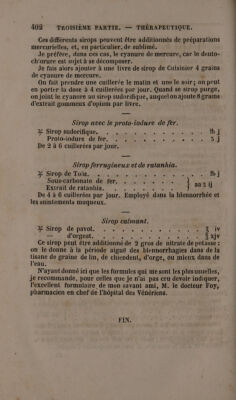 402 TROISIÈME PARTIE. — THÉRAPEUTIQUE.
Ces différents sirops peuvent être additionnés de préparations
mercurielles, et, en particulier, de sublimé.
Je préfère, dans ces cas, le cyanure de mercure, car le deuto-
chlorure est sujet à se décomposer.
Je fais alors ajouter à une livre de sirop de Cuisinier 4 grains
de cyanure de mercure.
On fait prendre une cuillerée le matin et une le soir; on peut
en porter la dose à 4 cuillerées par jour. Quand se sirop purge,
on joint le cyanure au sirop sudorifique, auquel on ajoute 8 grains
d'extrait gommeux d'opium par livre.
Sirop avec le proto-iodure de fer.
♃ Sirop sudorifique. . . . . . . . . . . ℔ j
Proto-iodure de fer. . . . . . . . . . ʒ j
De 2 à 6 cuillerées par jour.
Sirop ferrugineux et de ratanhia.
♃ Sirop de Tolu. . . . . . . . . . . . ℔ j
Sous-carbonate de fer. . . . . . . } aa ʒ ij
Extrait de ratanhia. . . . . . . .
De 4 à 6 cuillerées par jour. Employé dans la blennorrhée et
les suintements muqueux.
Sirop calmant.
♃ Sirop de pavot. . . . . . . . . . . ℥ iv
— d'orgeat. . . . . . . . . . . . ℥ xjv
Ce sirop peut être additionné de 2 gros de nitrate de potasse:
on le donne à la période aiguë des blennorrhagies dans de la
tisane de graine de lin, de chiendent, d'orge, ou mieux dans de
l'eau.
N'ayant donné ici que les formules qui me sont les plus usuelles,
je recommande, pour celles que je n'ai pas cru devoir indiquer,
l'excellent formulaire de mon savant ami, M. le docteur Foy,
pharmacien en chef de l'hôpital des Vénériens.
FIN.